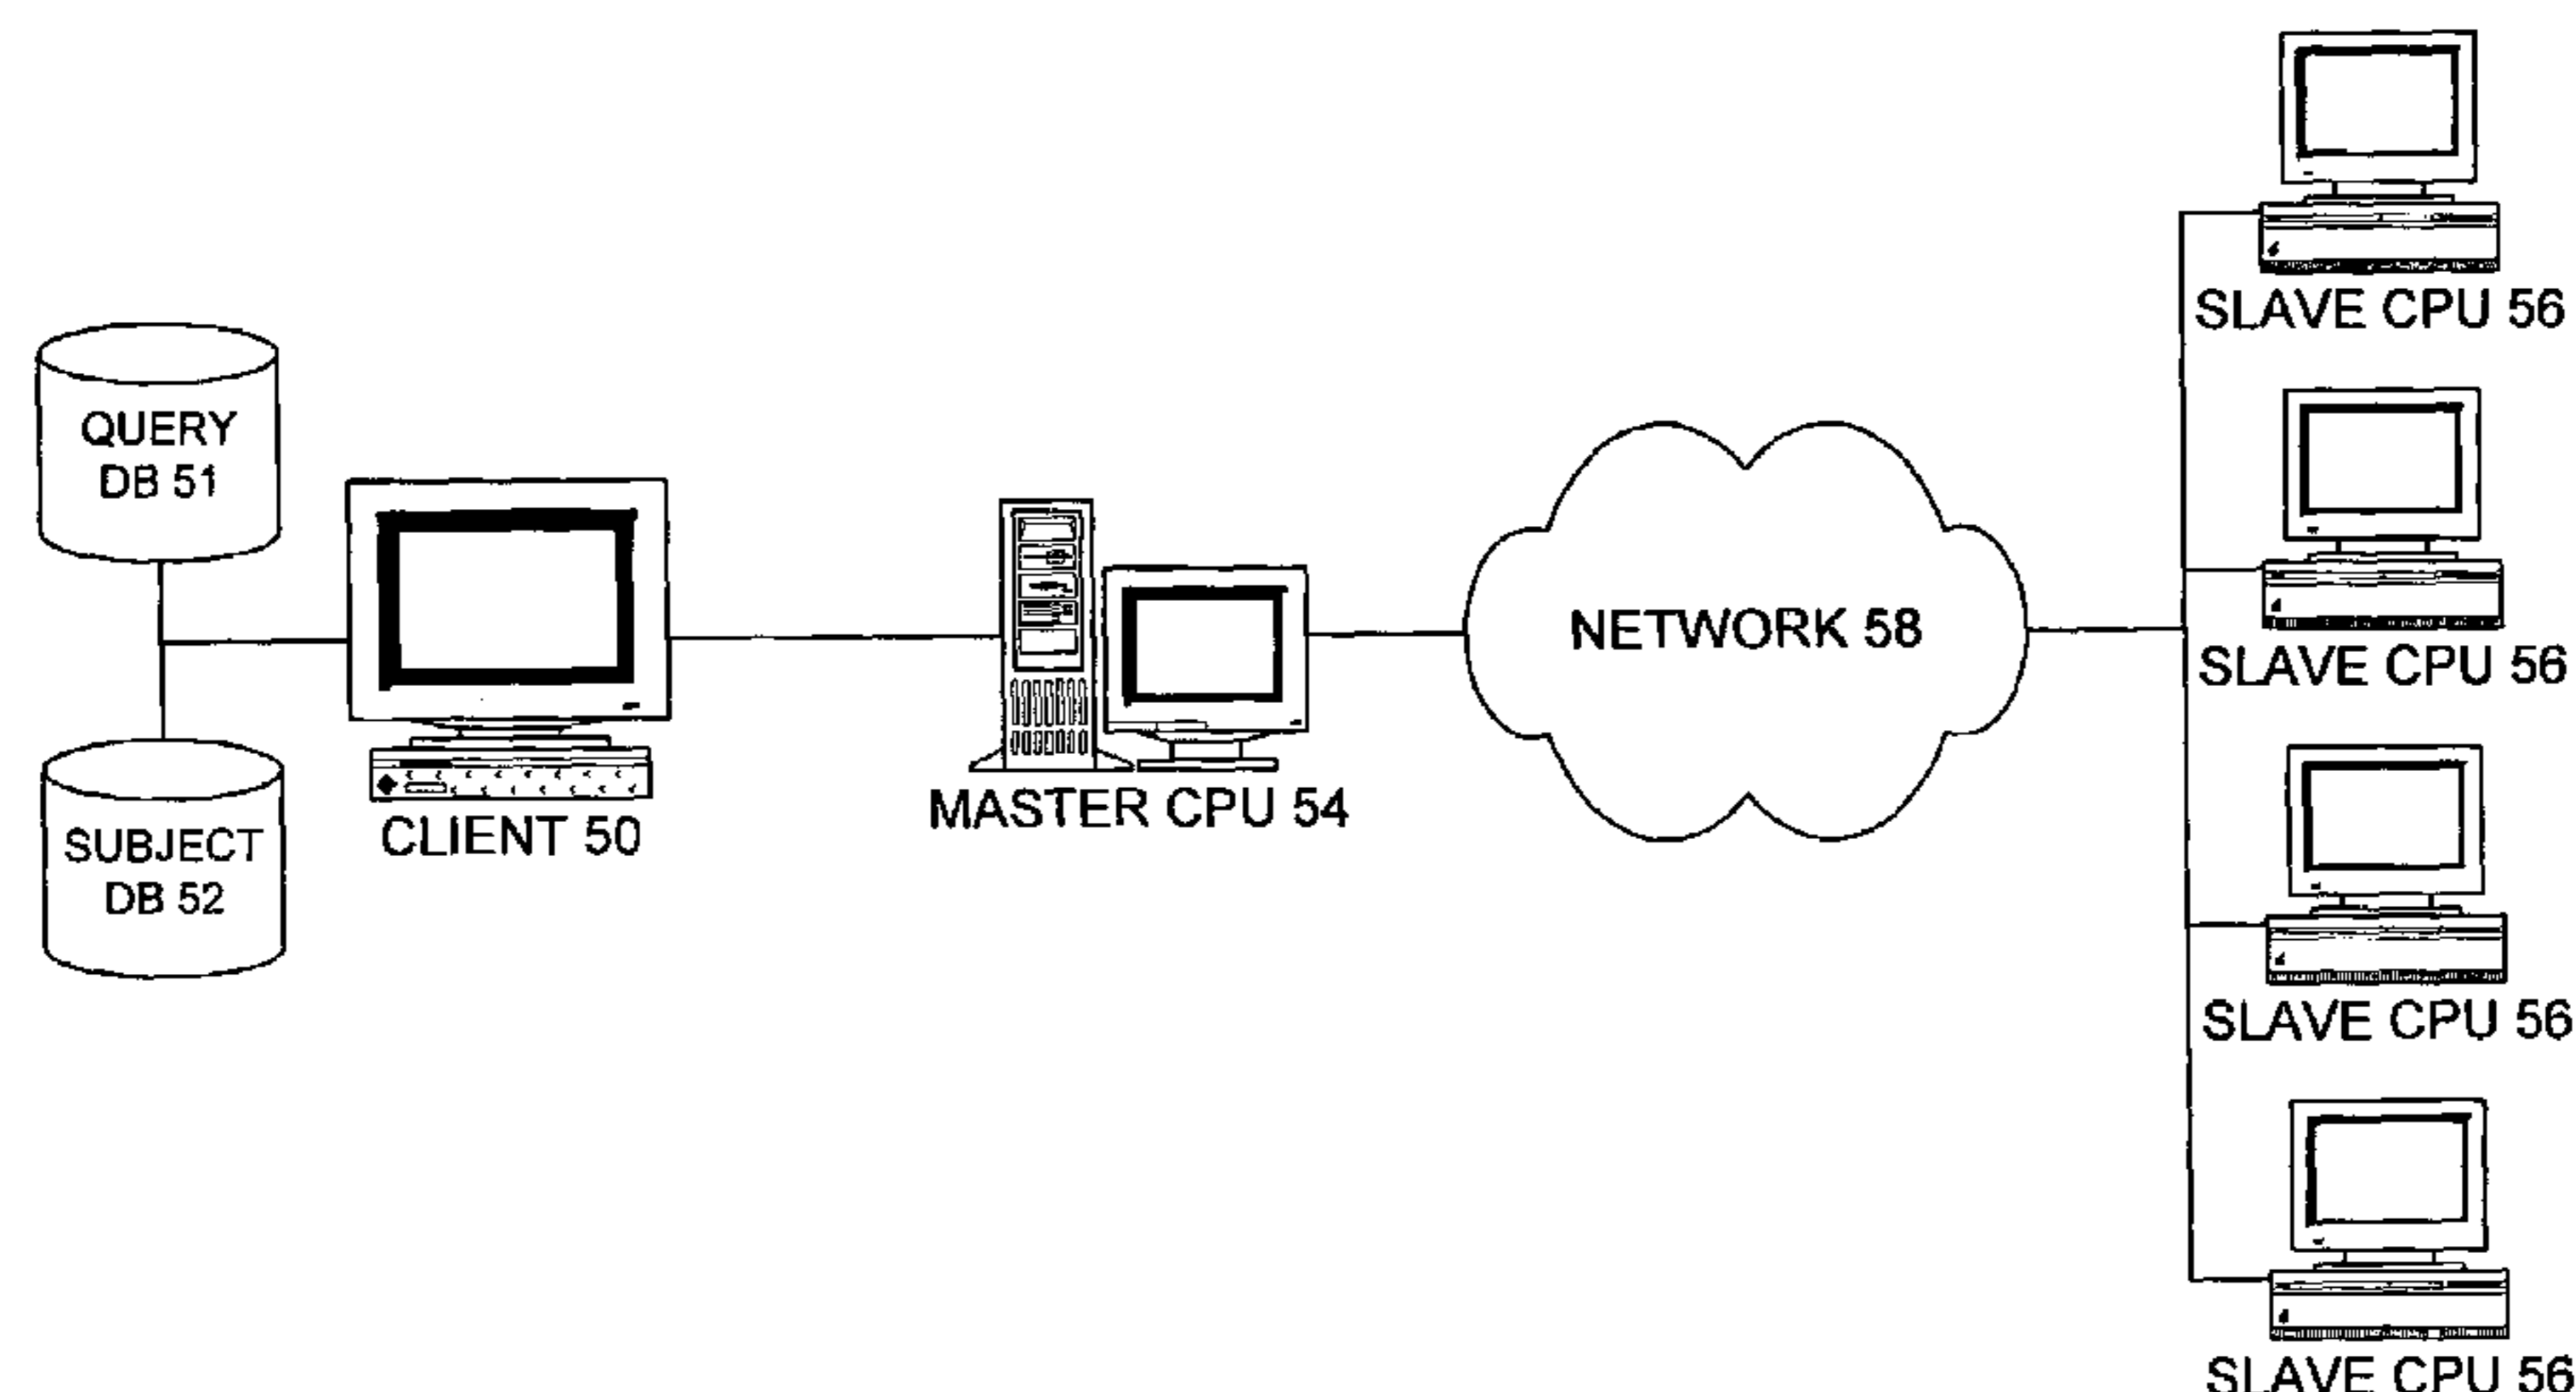 QUERY
DB 51
SUBJECT
DB 52
CLIENT 50
MASTER CPU 54
NETWORK 58
SLAVE CPU 56
SLAVE CPU 56
SLAVE CPU 56
SLAVE CPU 56